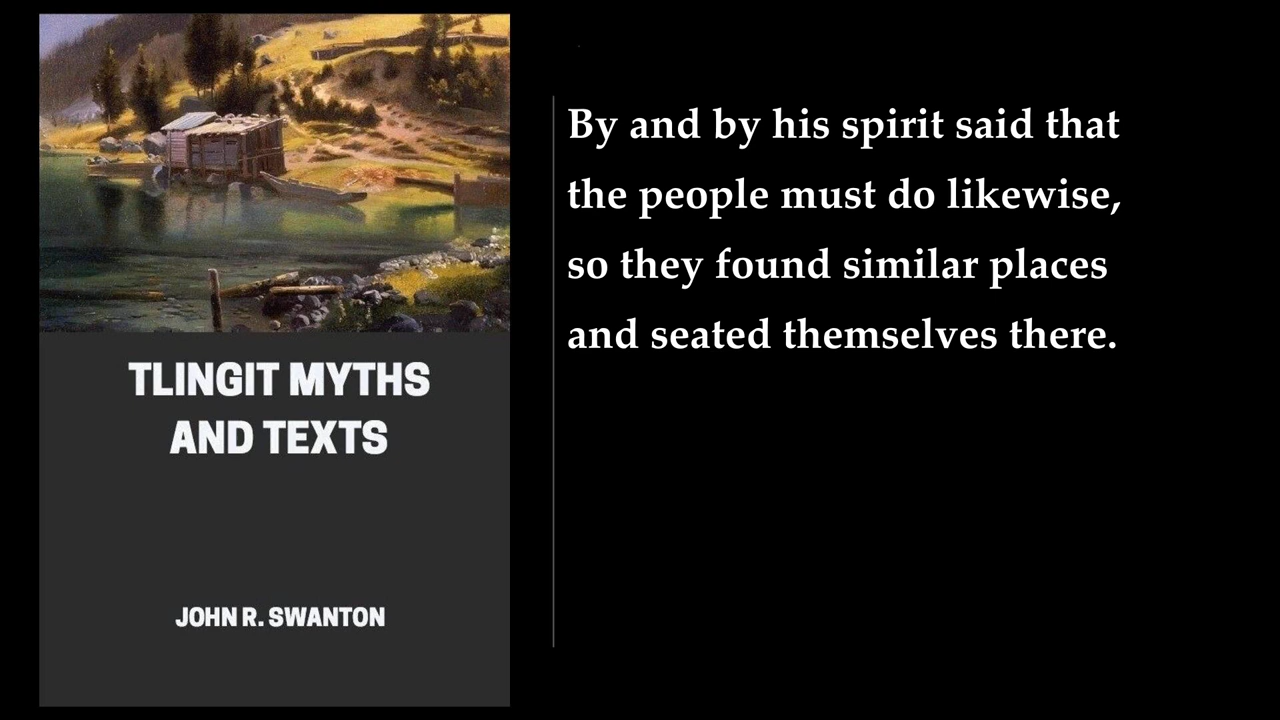 TLINGIT MYTHS
AND TEXTS
JOHN R. SWANTON
By and by his spirit said that
the people must do likewise,
so they found similar places
and seated themselves there.